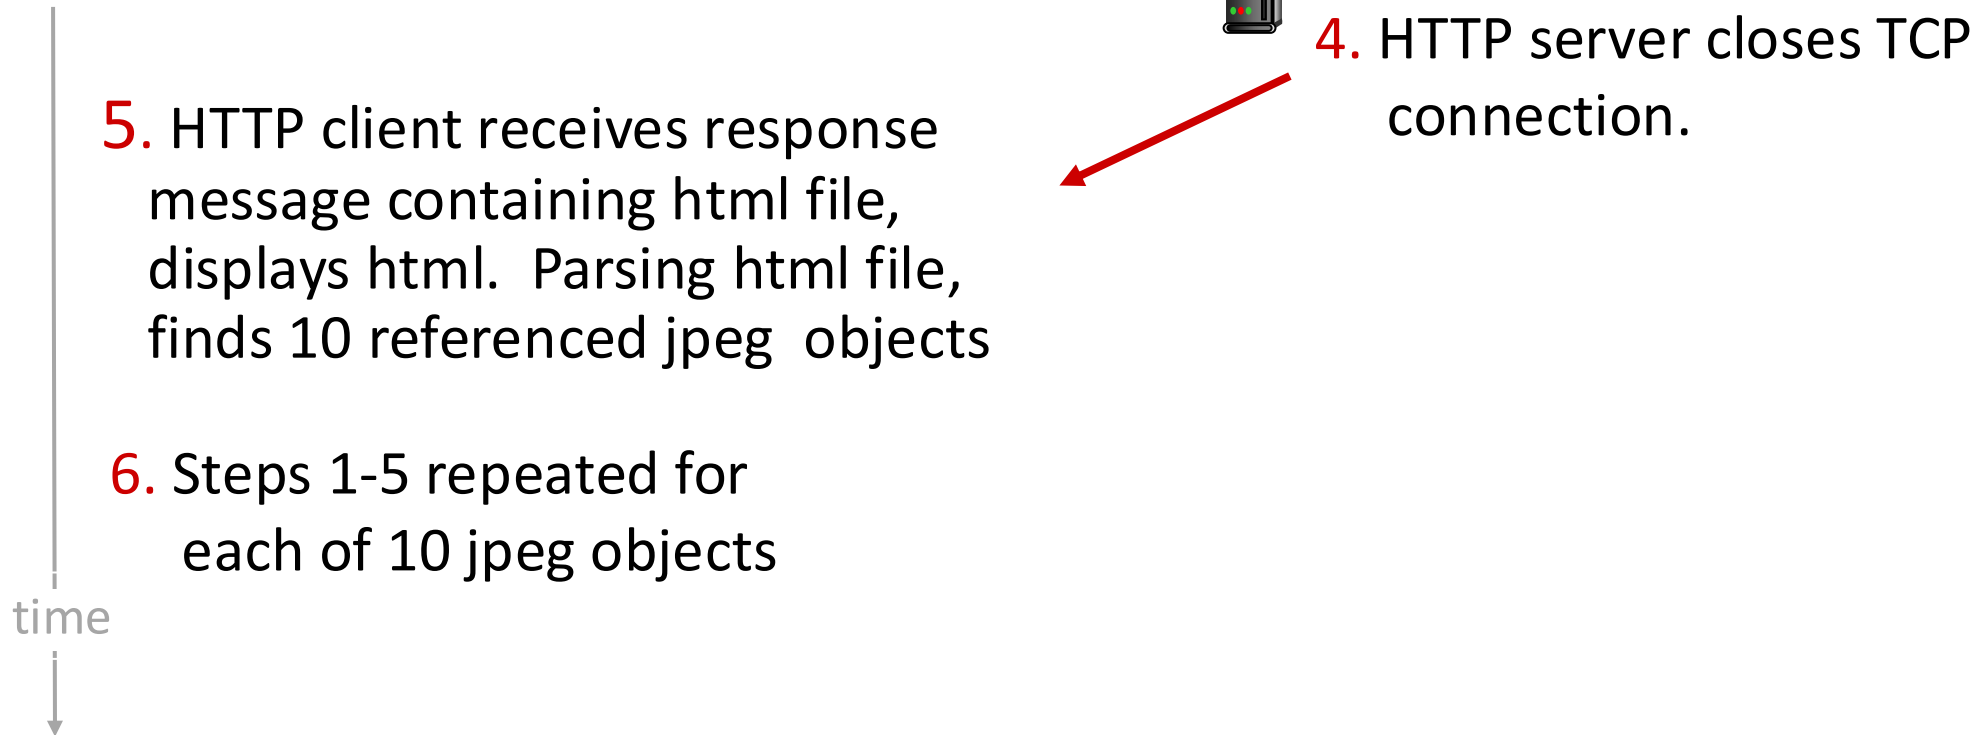 4. HTTP server closes TCP
connection.
5. HTTP client receives response
message containing html file,
displays html.  Parsing html file,
finds 10 referenced jpeg  objects
6. Steps 1-5 repeated for
each of 10 jpeg objects
time